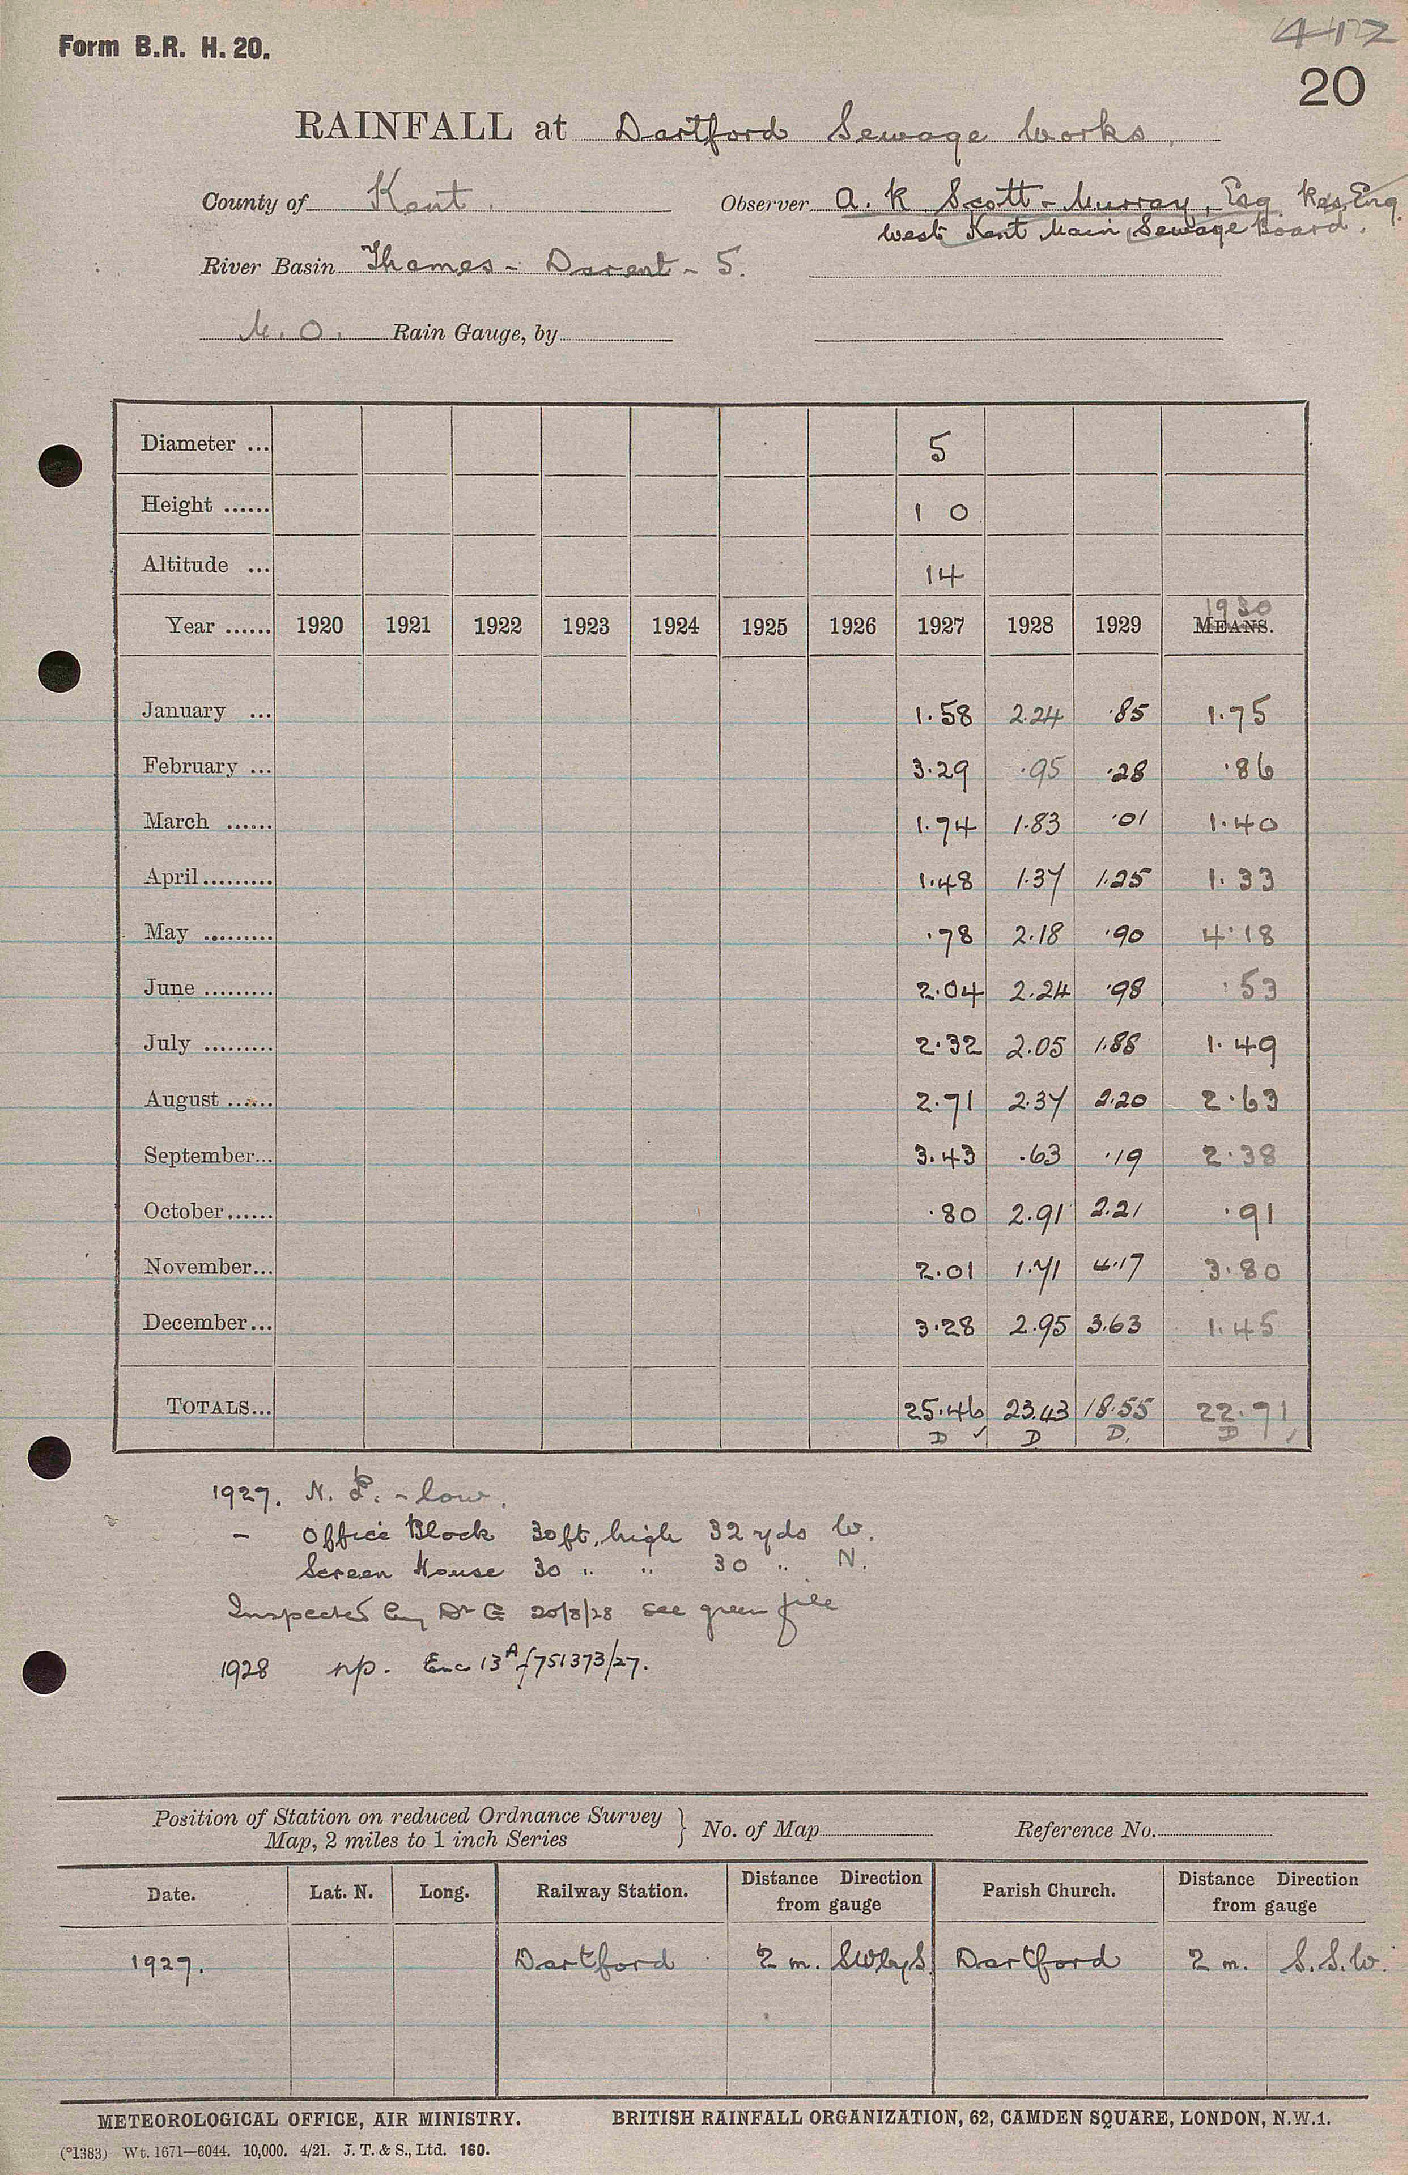 Form B.R. H. 20.
417
20
RAINFALL at Dartford Sewage Works.
County of Kent. Observer A. K Scott-Murray, Esq. Res. Eng.
West Kent Main Sewage Board.
River Basin Thames - Darent - 5.
M.O. Rain Gauge, by
Diameter ... 5
Height ...... 1 0
Altitude ... 14
1930
Year ...... 1920 1921 1922 1923 1924 1925 1926 1927 1928 1929 MEANS.
January ... 1.58 2.24 .85 1.75
February ... 3.29 .95 .28 .86
March ...... 1.74 1.83 .01 1.40
April ......... 1.48 1.37 1.25 1.33
May ......... .78 2.18 .90 4.18
June ......... 2.04 2.24 .98 .53
July ......... 2.32 2.05 1.88 1.49
August ...... 2.71 2.37 2.20 2.63
September... 3.43 .63 .19 2.38
October...... .80 2.91 2.21 .91
November... 2.01 1.71 4.17 3.80
December... 3.28 2.95 3.63 1.45
TOTALS... 25.46 23.43 18.55 22.71
D ✓ D D. D ✓
1927. N. - low.
- Office Block 30ft. high 32 yds W.
Screen House 30 " " 30 " N.
Inspected by Dr G 20/8/28 see green file
1928 np. Enc 13A f751373/27.
Position of Station on reduced Ordnance Survey
Map, 2 miles to 1 inch Series } No. of Map Reference No.
Date. Lat. N. Long. Railway Station. Distance Direction from gauge Parish Church. Distance Direction from gauge
1927. Dartford 2 m. SWbyS. Dartford 2 m. S.S.W.
METEOROLOGICAL OFFICE, AIR MINISTRY. BRITISH RAINFALL ORGANIZATION, 62, CAMDEN SQUARE, LONDON, N.W.1.
(*1383) Wt. 1671—6044. 10,000. 4/21. J. T. & S., Ltd. 160.